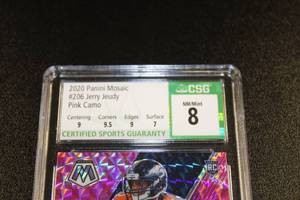 2020 Panini Mosaic
#206 Jerry Jeudy
Pink Camo
Centering Corners Edges Surface
9 9.5 9 7
CERTIFIED SPORTS GUARANTY
CSG
NM/Mint
8
M
RC